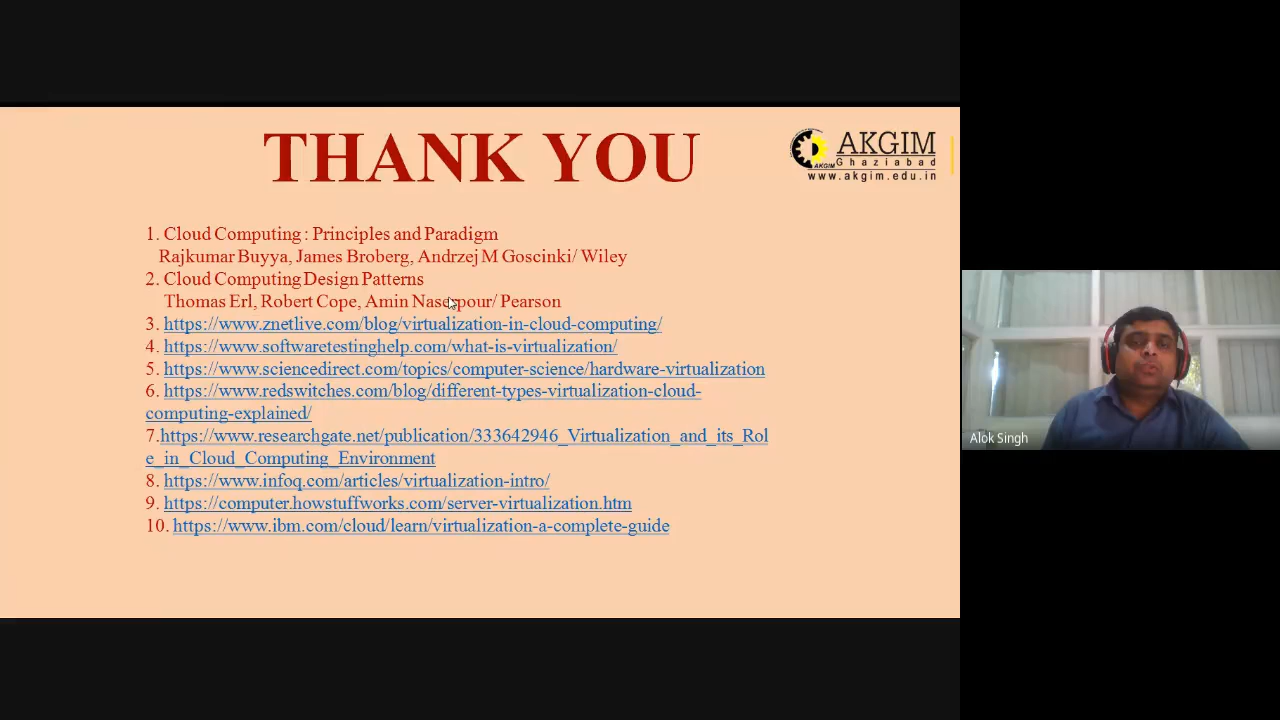 THANK YOU
AKGIM
Ghaziabad
www.akgim.edu.in
AKGIM
1. Cloud Computing : Principles and Paradigm
Rajkumar Buyya, James Broberg, Andrzej M Goscinki/ Wiley
2. Cloud Computing Design Patterns
Thomas Erl, Robert Cope, Amin Naserpour/ Pearson
3. https://www.znetlive.com/blog/virtualization-in-cloud-computing/
4. https://www.softwaretestinghelp.com/what-is-virtualization/
5. https://www.sciencedirect.com/topics/computer-science/hardware-virtualization
6. https://www.redswitches.com/blog/different-types-virtualization-cloud-
computing-explained/
7.https://www.researchgate.net/publication/333642946_Virtualization_and_its_Rol
e_in_Cloud_Computing_Environment
8. https://www.infoq.com/articles/virtualization-intro/
9. https://computer.howstuffworks.com/server-virtualization.htm
10. https://www.ibm.com/cloud/learn/virtualization-a-complete-guide
Alok Singh